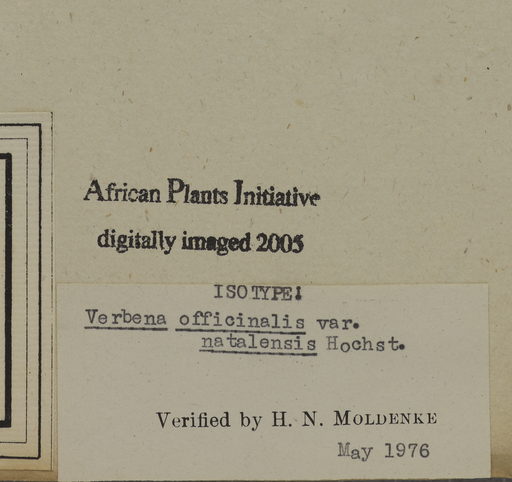 African Plants Initiative
digitally imaged 2005
ISOTYPE!
Verbena officinalis var.
natalensis Hochst.
Verified by H. N. MOLDENKE
May 1976